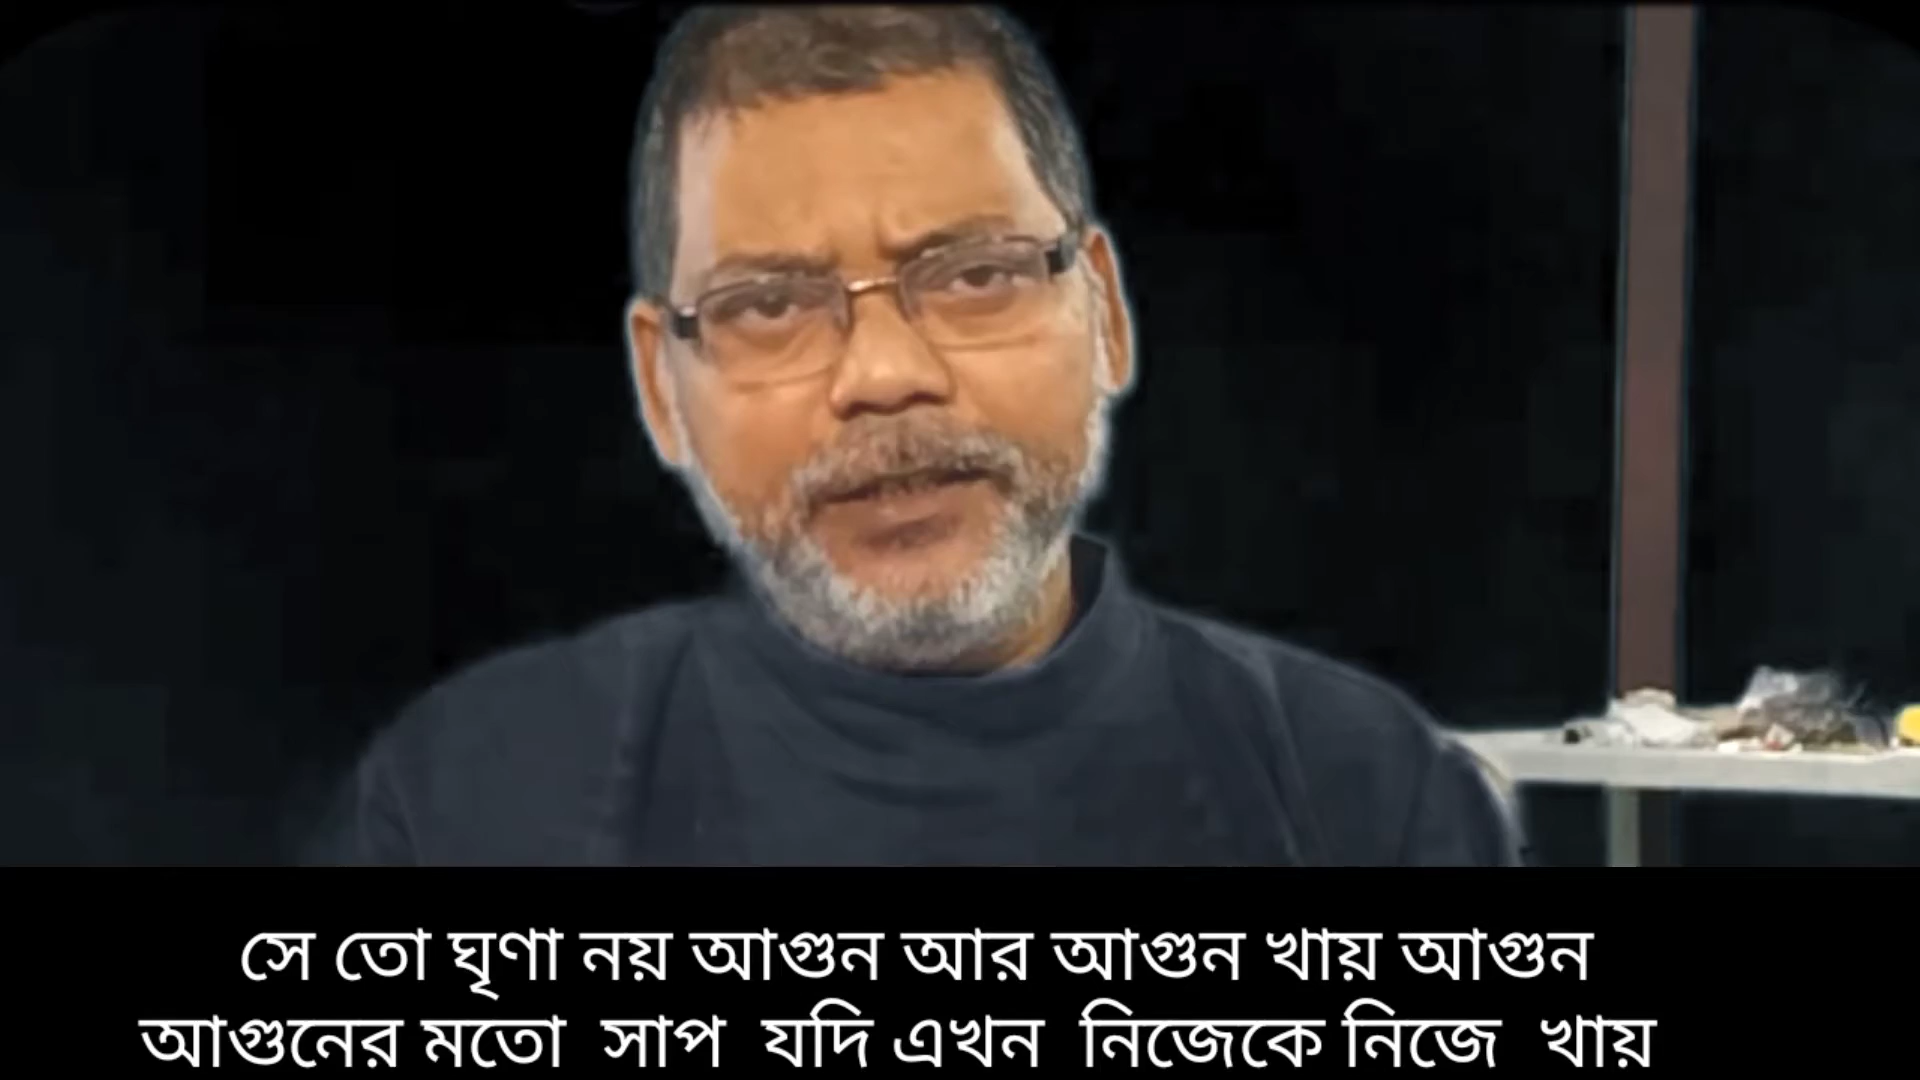 সে তো ঘৃণা নয় আগুন আর আগুন খায় আগুন
আগুনের মতো সাপ যদি এখন নিজেকে নিজে খায়